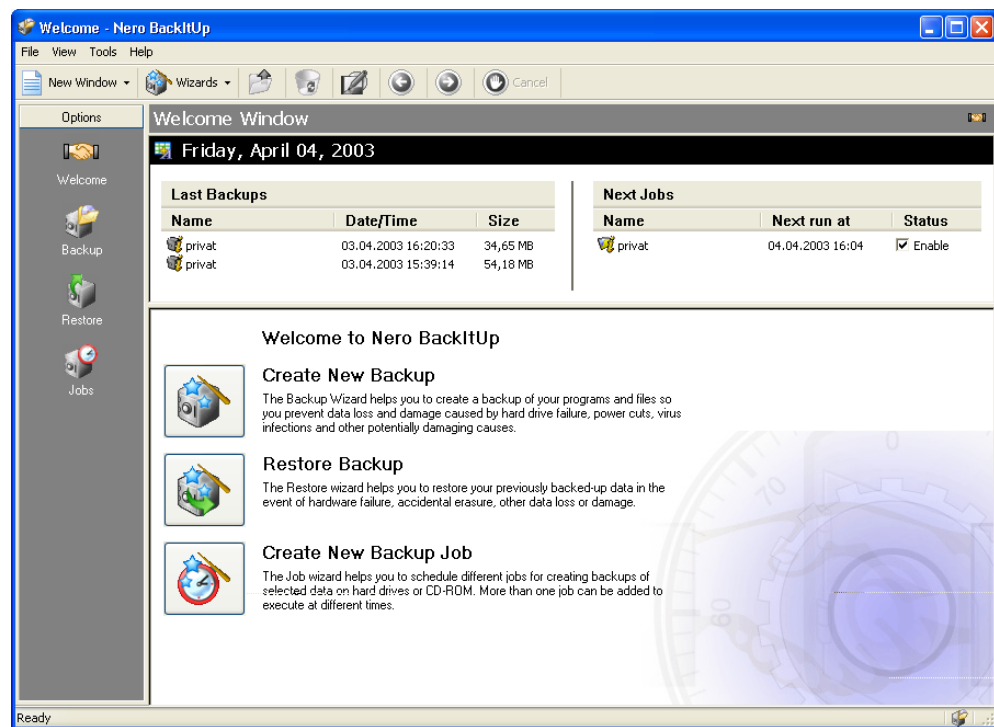 Welcome - Nero BackItUp
File View Tools Help
New Window Wizards Cancel
Options
Welcome
Backup
Restore
Jobs
Welcome Window
Friday, April 04, 2003
Last Backups
Name Date/Time Size
privat 03.04.2003 16:20:33 34,65 MB
privat 03.04.2003 15:39:14 54,18 MB
Next Jobs
Name Next run at Status
privat 04.04.2003 16:04 Enable
Welcome to Nero BackItUp
Create New Backup
The Backup Wizard helps you to create a backup of your programs and files so
you prevent data loss and damage caused by hard drive failure, power cuts, virus
infections and other potentially damaging causes.
Restore Backup
The Restore wizard helps you to restore your previously backed-up data in the
event of hardware failure, accidental erasure, other data loss or damage.
Create New Backup Job
The Job wizard helps you to schedule different jobs for creating backups of
selected data on hard drives or CD-ROM. More than one job can be added to
execute at different times.
0
70
60
Ready